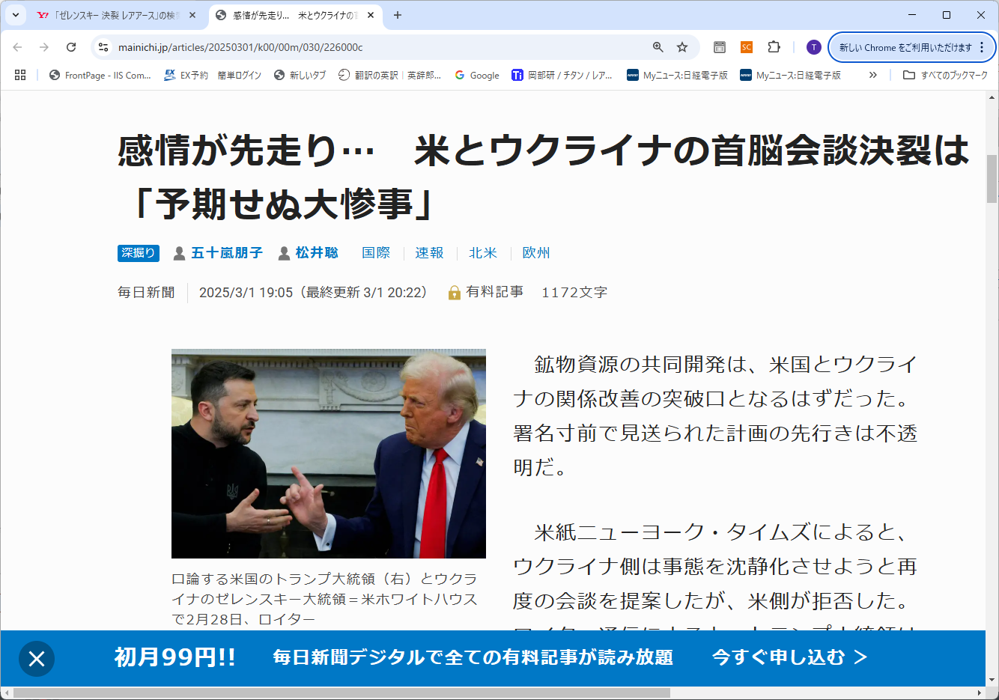 「ゼレンスキー 決裂 レアアース」の検索
感情が先走り… 米とウクライナの首
mainichi.jp/articles/20250301/k00/00m/030/226000c
SC
T
新しい Chrome をご利用いただけます
FrontPage - IIS Com...
EX予約 簡単ログイン
新しいタブ
翻訳の英訳｜英辞郎...
Google
岡部研 / チタン / レア...
Myニュース:日経電子版
Myニュース:日経電子版
すべてのブックマーク
感情が先走り… 米とウクライナの首脳会談決裂は
「予期せぬ大惨事」
深掘り 五十嵐朋子 松井聡 国際 速報 北米 欧州
毎日新聞 2025/3/1 19:05（最終更新 3/1 20:22） 有料記事 1172文字
鉱物資源の共同開発は、米国とウクライ
ナの関係改善の突破口となるはずだった。
署名寸前で見送られた計画の先行きは不透
明だ。
米紙ニューヨーク・タイムズによると、
ウクライナ側は事態を沈静化させようと再
度の会談を提案したが、米側が拒否した。
口論する米国のトランプ大統領（右）とウクラ
イナのゼレンスキー大統領＝米ホワイトハウス
で2月28日、ロイター
初月99円!! 毎日新聞デジタルで全ての有料記事が読み放題 今すぐ申し込む ＞